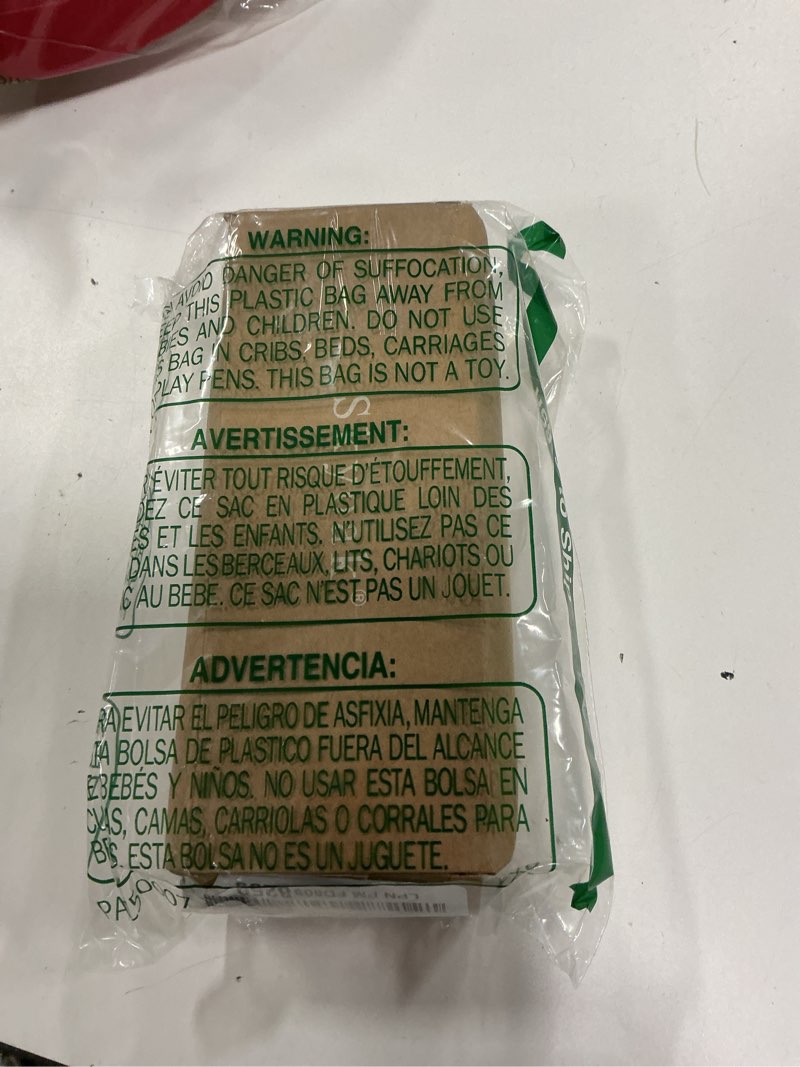 WARNING:
AVOID DANGER OF SUFFOCATION,
THIS PLASTIC BAG AWAY FROM
AND CHILDREN. DO NOT USE
BAG IN CRIBS, BEDS, CARRIAGES
PLAY PENS. THIS BAG IS NOT A TOY.
AVERTISSEMENT:
ÉVITER TOUT RISQUE D'ÉTOUFFEMENT,
CE SAC EN PLASTIQUE LOIN DES
ET LES ENFANTS. N'UTILISEZ PAS CE
DANS LES BERCEAUX, LITS, CHARIOTS OU
AU BEBE. CE SAC N'EST PAS UN JOUET.
ADVERTENCIA:
EVITAR EL PELIGRO DE ASFIXIA, MANTENGA
BOLSA DE PLASTICO FUERA DEL ALCANCE
BEBÉS Y NIÑOS. NO USAR ESTA BOLSA EN
CAMAS, CARRIOLAS O CORRALES PARA
ESTA BOLSA NO ES UN JUGUETE.